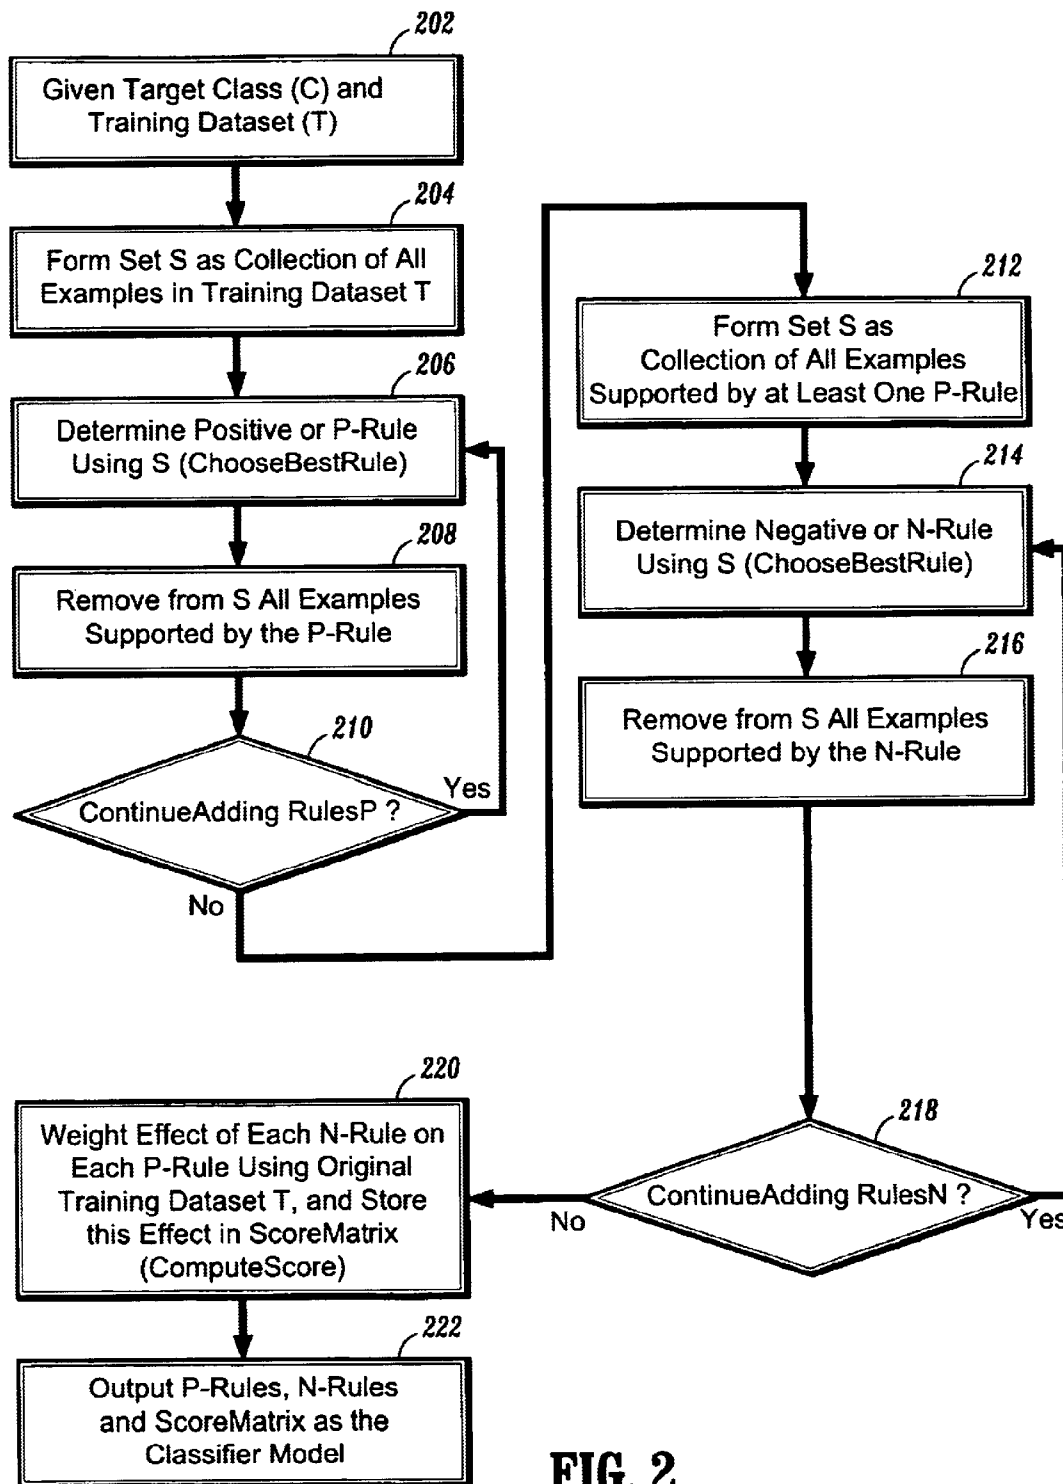 202
Given Target Class (C) and
Training Dataset (T)
204
Form Set S as Collection of All
Examples in Training Dataset T
206
Determine Positive or P-Rule
Using S (ChooseBestRule)
208
Remove from S All Examples
Supported by the P-Rule
210
ContinueAdding RulesP ?
Yes
No
212
Form Set S as
Collection of All Examples
Supported by at Least One P-Rule
214
Determine Negative or N-Rule
Using S (ChooseBestRule)
216
Remove from S All Examples
Supported by the N-Rule
218
ContinueAdding RulesN ?
Yes
No
220
Weight Effect of Each N-Rule on
Each P-Rule Using Original
Training Dataset T, and Store
this Effect in ScoreMatrix
(ComputeScore)
222
Output P-Rules, N-Rules
and ScoreMatrix as the
Classifier Model
FIG. 2